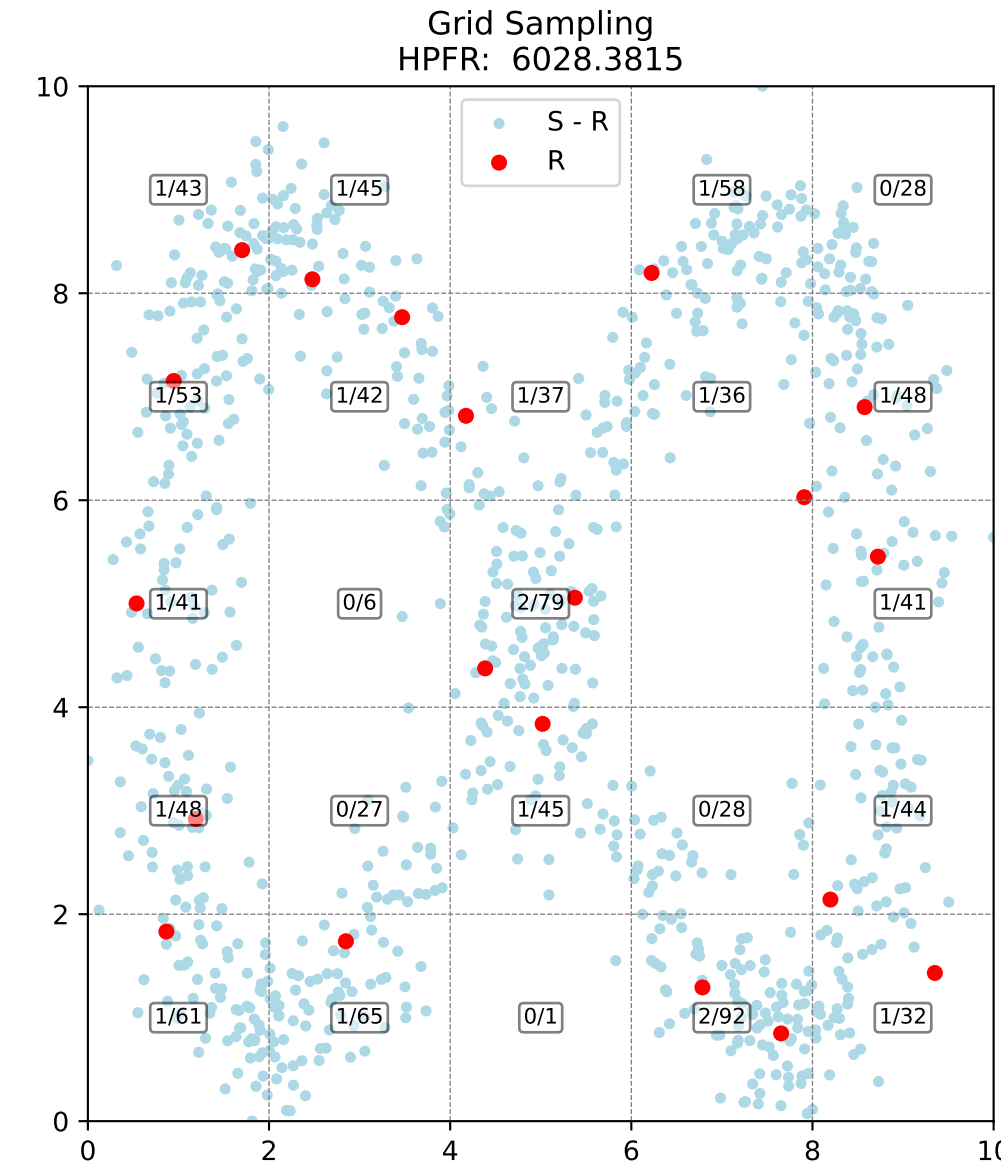 Grid Sampling
HPFR:  6028.3815
10
S - R
R
1/43 1/45 1/58 0/28
8
1/53 1/42 1/37 1/36 1/48
6
1/41 0/6 2/79 1/41
4
1/48 0/27 1/45 0/28 1/44
2
1/61 1/65 0/1 2/92 1/32
0
0 2 4 6 8 10